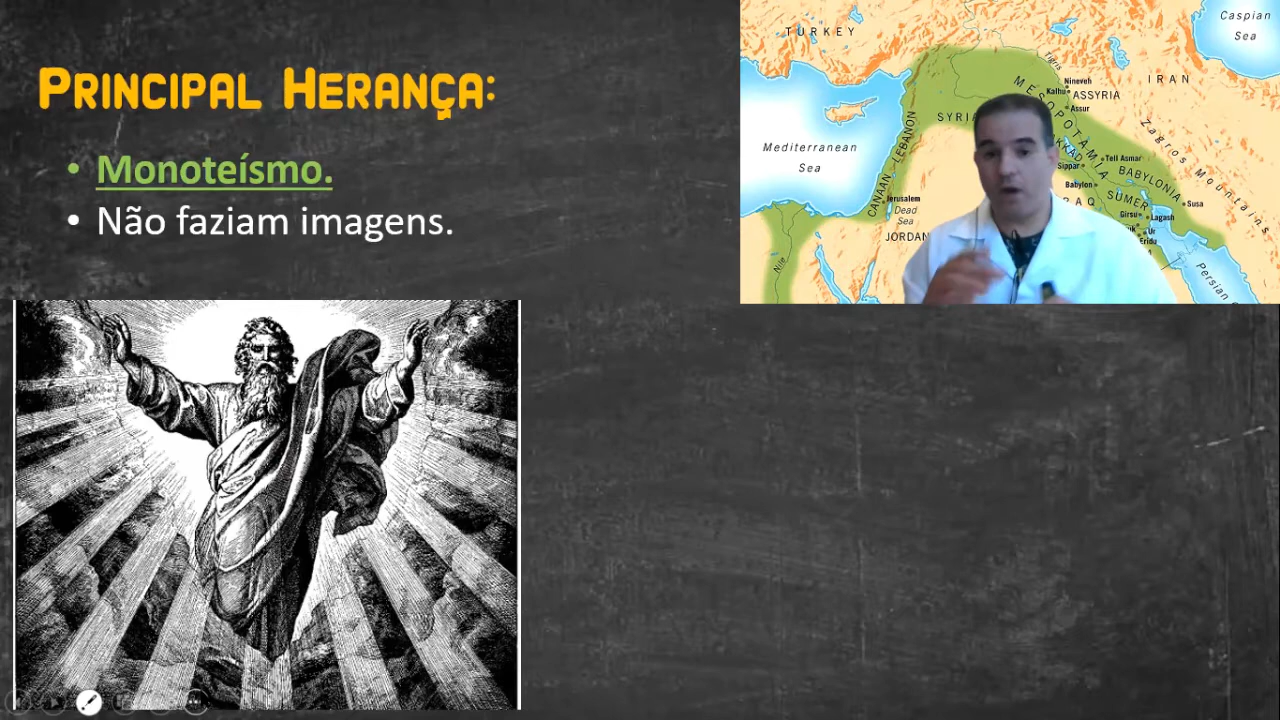 PRINCIPAL HERANÇA:
• Monoteísmo.
• Não faziam imagens.
Caspian
Sea
TURKEY
Tigris
IRAN
Nineveh
Kalhu
ASSYRIA
Assur
MESOPOTAMIA
SYRIA
LEBANON
Zagros Mountains
Mediterranean
Sea
AKKAD
Sippar
Tell Asmar
BABYLONIA
Babylon
SUMER
Susa
CANAAN
Jerusalem
Dead
Sea
Girsu
Lagash
JORDAN
Ur
Eridu
Nile
Persian